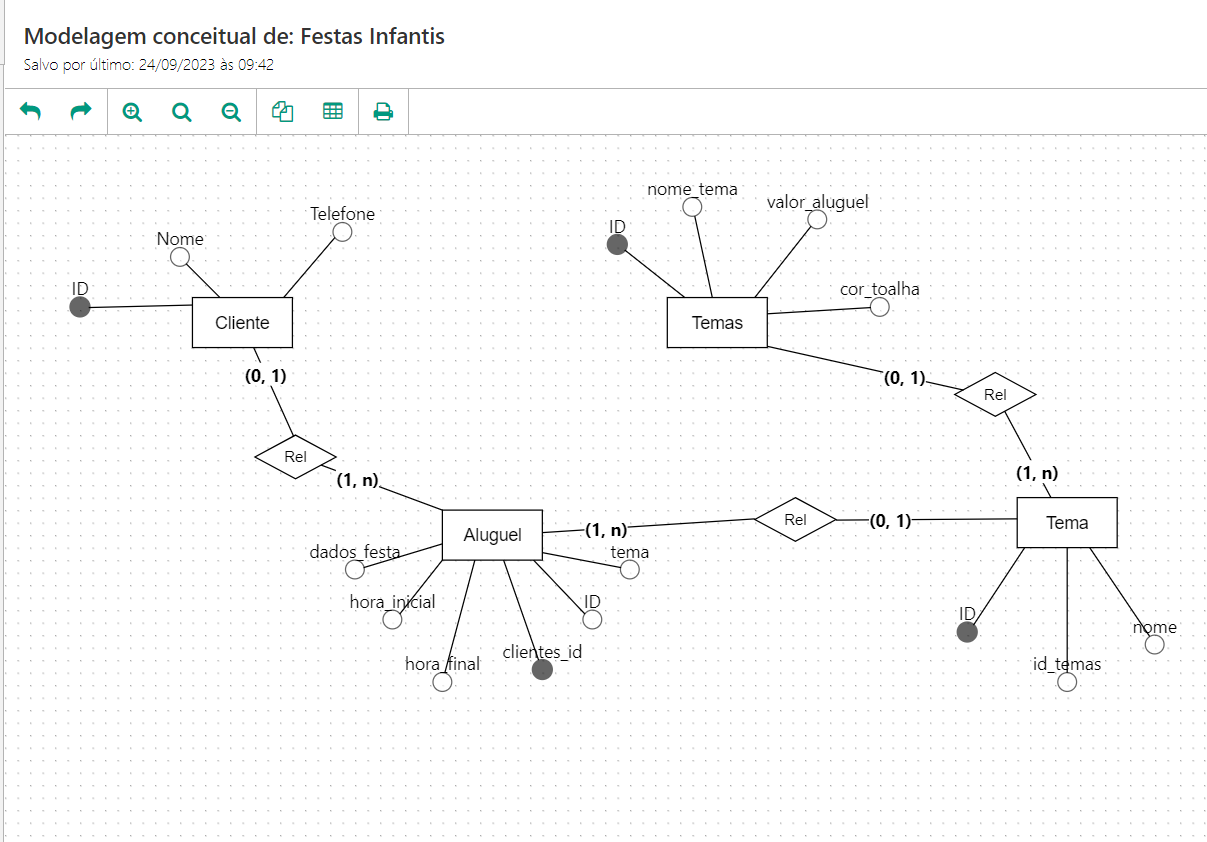 Modelagem conceitual de: Festas Infantis
Salvo por último: 24/09/2023 às 09:42
nome_tema
valor_aluguel
Telefone
ID
Nome
ID
cor_toalha
Cliente
Temas
(0, 1)
(0, 1)
Rel
Rel
(1, n)
(1, n)
Rel
(0, 1)
Tema
(1, n)
Aluguel
dados_festa
tema
hora_inicial
ID
ID
nome
clientes_id
hora_final
id_temas